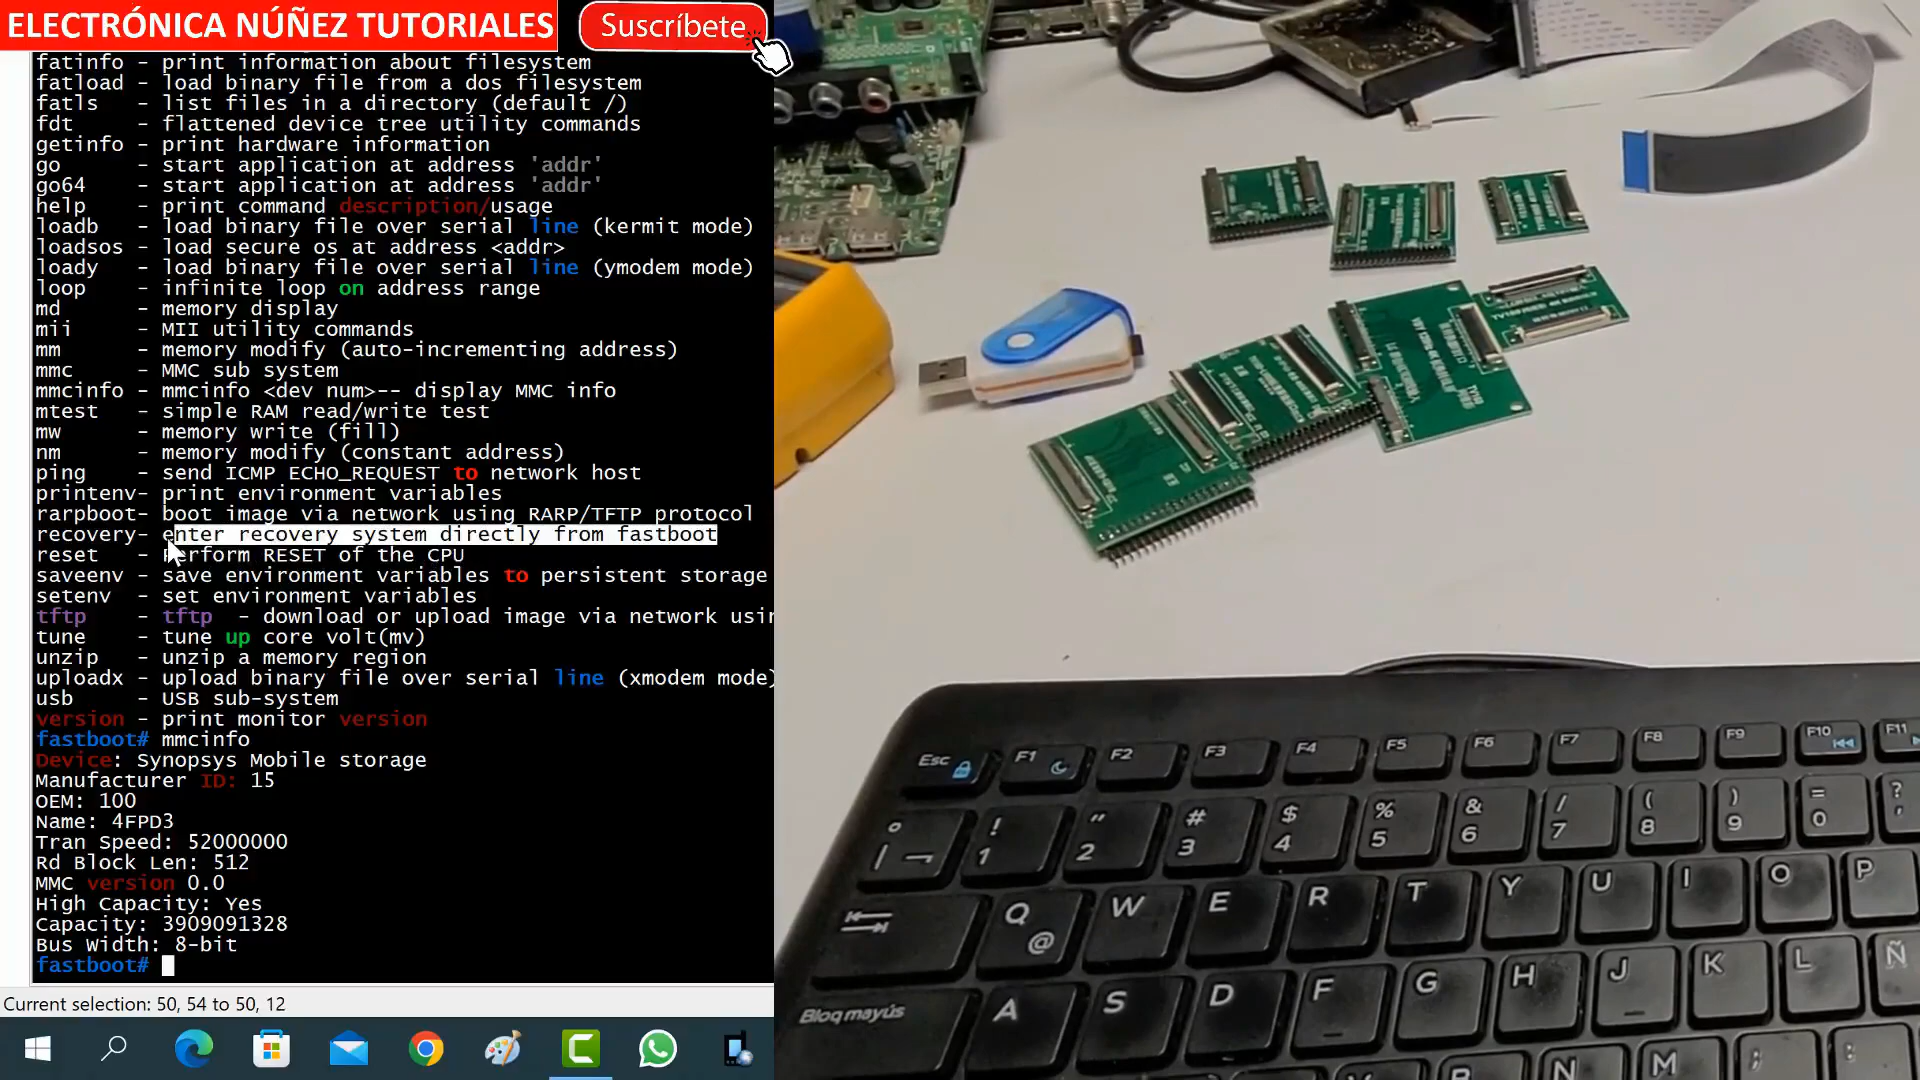 ELECTRÓNICA NÚÑEZ TUTORIALES
Suscríbete
fatinfo - print information about filesystem
fatload - load binary file from a dos filesystem
fatls - list files in a directory (default /)
fdt - flattened device tree utility commands
getinfo - print hardware information
go - start application at address 'addr'
go64 - start application at address 'addr'
help - print command description/usage
loadb - load binary file over serial line (kermit mode)
loadsos - load secure os at address <addr>
loady - load binary file over serial line (ymodem mode)
loop - infinite loop on address range
md - memory display
mii - MII utility commands
mm - memory modify (auto-incrementing address)
mmc - MMC sub system
mmcinfo - mmcinfo <dev num>-- display MMC info
mtest - simple RAM read/write test
mw - memory write (fill)
nm - memory modify (constant address)
ping - send ICMP ECHO_REQUEST to network host
printenv- print environment variables
rarpboot- boot image via network using RARP/TFTP protocol
recovery- enter recovery system directly from fastboot
reset - Perform RESET of the CPU
saveenv - save environment variables to persistent storage
setenv - set environment variables
tftp - tftp - download or upload image via network usin
tune - tune up core volt(mv)
unzip - unzip a memory region
uploadx - upload binary file over serial line (xmodem mode)
usb - USB sub-system
version - print monitor version
fastboot# mmcinfo
Device: Synopsys Mobile storage
Manufacturer ID: 15
OEM: 100
Name: 4FPD3
Tran Speed: 52000000
Rd Block Len: 512
MMC version 0.0
High Capacity: Yes
Capacity: 3909091328
Bus Width: 8-bit
fastboot#
Current selection: 50, 54 to 50, 12
Esc F1 F2 F3 F4 F5 F6 F7 F8 F9 F10 F11
° ! " # $ % & / ( ) = ?
| ¬ 1 2 3 4 5 6 7 8 9 0
Q @ W E R T Y U I O P
Bloq mayús A S D F G H J K L Ñ
B N M ; :